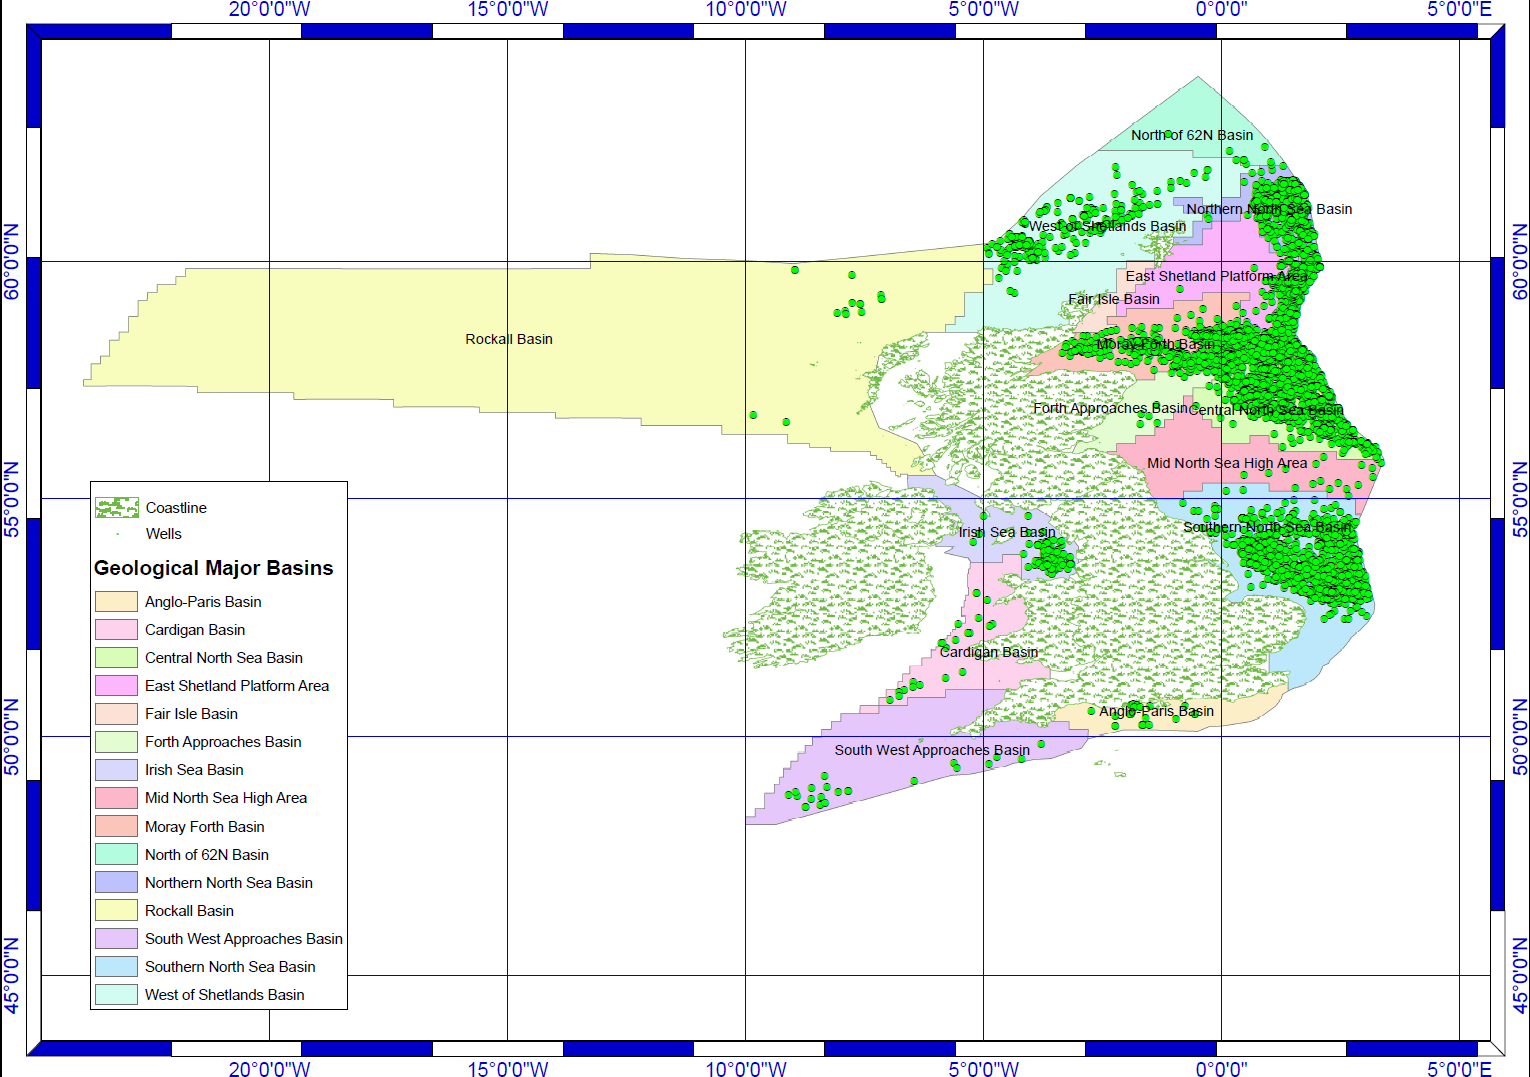 20°0'0"W 15°0'0"W 10°0'0"W 5°0'0"W 0°0'0" 5°0'0"E
North of 62N Basin
Northern North Sea Basin
West of Shetlands Basin
60°0'0"N
60°0'0"N
East Shetland Platform Area
Fair Isle Basin
Rockall Basin
Moray Forth Basin
Forth Approaches Basin
Central North Sea Basin
Mid North Sea High Area
55°0'0"N
55°0'0"N
Southern North Sea Basin
Irish Sea Basin
Cardigan Basin
Anglo-Paris Basin
South West Approaches Basin
50°0'0"N
50°0'0"N
Coastline
Wells
Geological Major Basins
Anglo-Paris Basin
Cardigan Basin
Central North Sea Basin
East Shetland Platform Area
Fair Isle Basin
Forth Approaches Basin
Irish Sea Basin
Mid North Sea High Area
Moray Forth Basin
North of 62N Basin
Northern North Sea Basin
Rockall Basin
South West Approaches Basin
Southern North Sea Basin
West of Shetlands Basin
45°0'0"N
45°0'0"N
20°0'0"W 15°0'0"W 10°0'0"W 5°0'0"W 0°0'0" 5°0'0"E